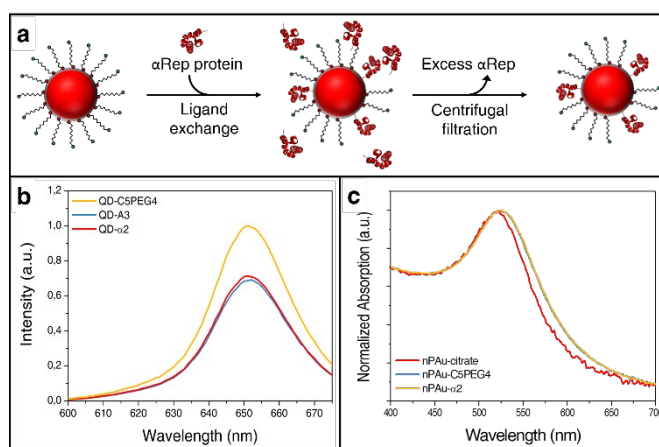 a
αRep protein
Ligand
exchange
Excess αRep
Centrifugal
filtration
b
QD-C5PEG4
QD-A3
QD-α2
Intensity (a.u.)
1,2
1,0
0,8
0,6
0,4
0,2
0,0
600 610 620 630 640 650 660 670
Wavelength (nm)
c
Normalized Absorption (a.u.)
nPAu-citrate
nPAu-C5PEG4
nPAu-α2
400 450 500 550 600 650 700
Wavelength (nm)